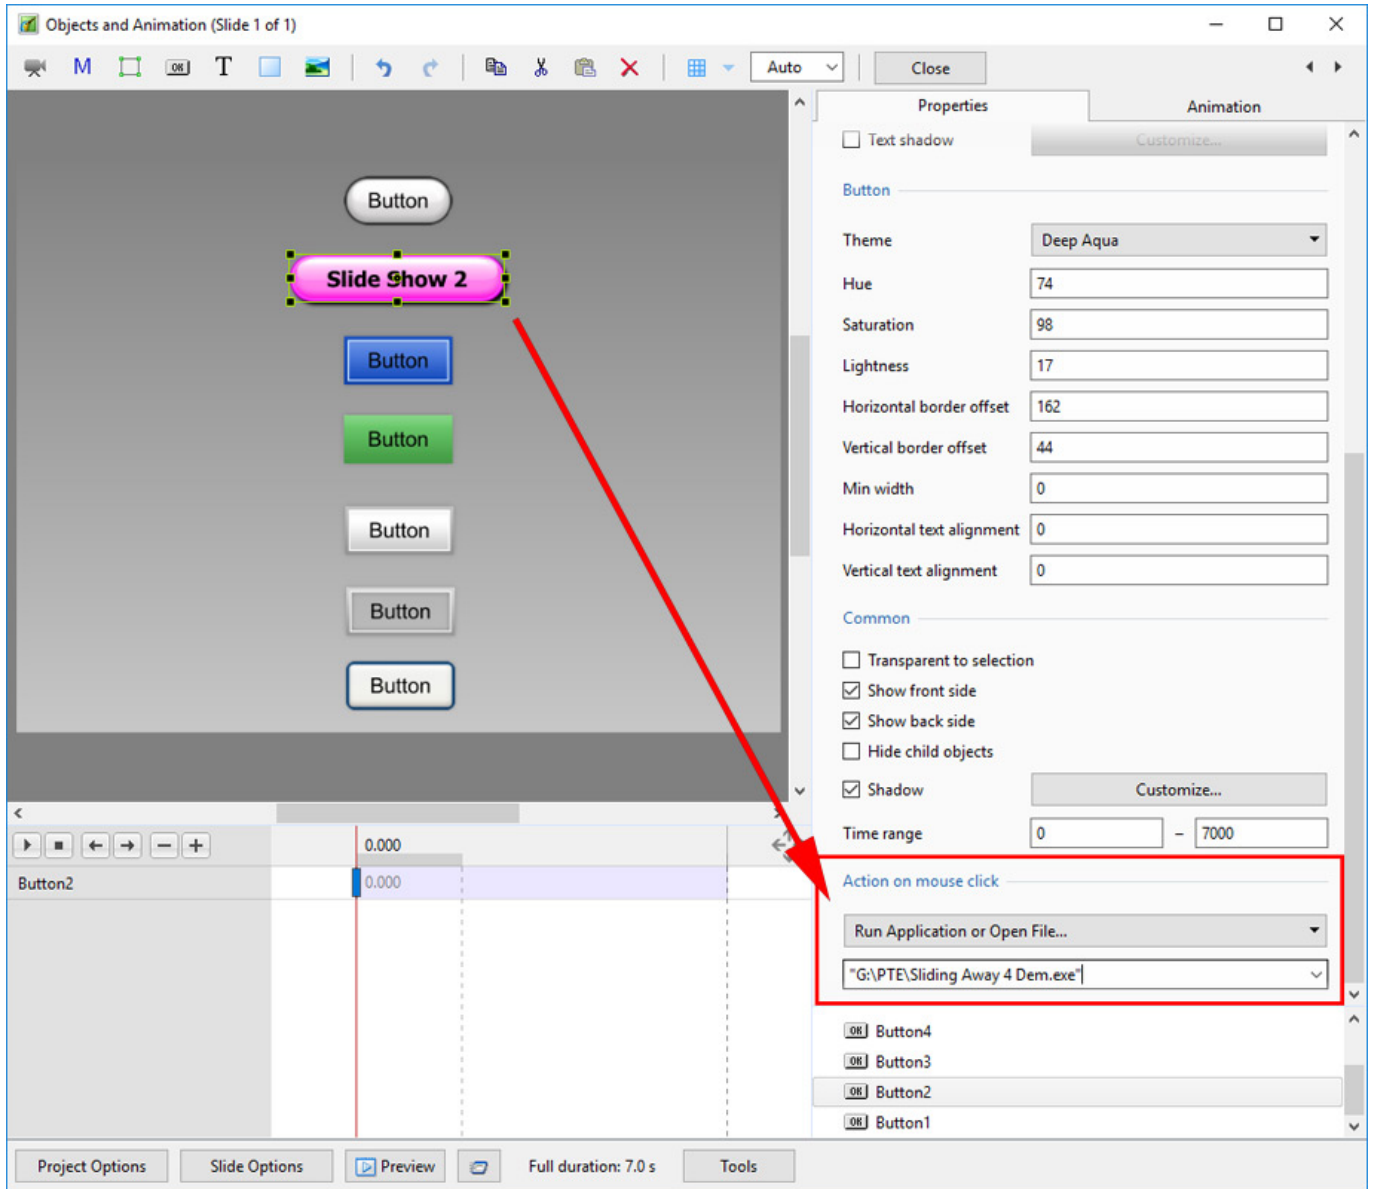 Objects and Animation (Slide 1 of 1)
M OK T Auto Close
Properties Animation
Text shadow Customize...
Button
Theme Deep Aqua
Hue 74
Saturation 98
Lightness 17
Horizontal border offset 162
Vertical border offset 44
Min width 0
Horizontal text alignment 0
Vertical text alignment 0
Common
Transparent to selection
Show front side
Show back side
Hide child objects
Shadow Customize...
Time range 0 – 7000
Action on mouse click
Run Application or Open File...
"G:\PTE\Sliding Away 4 Dem.exe"
OK Button4
OK Button3
OK Button2
OK Button1
Button
Slide Show 2
Button
Button
Button
Button
Button
0.000
Button2 0.000
Project Options Slide Options Preview Full duration: 7.0 s Tools